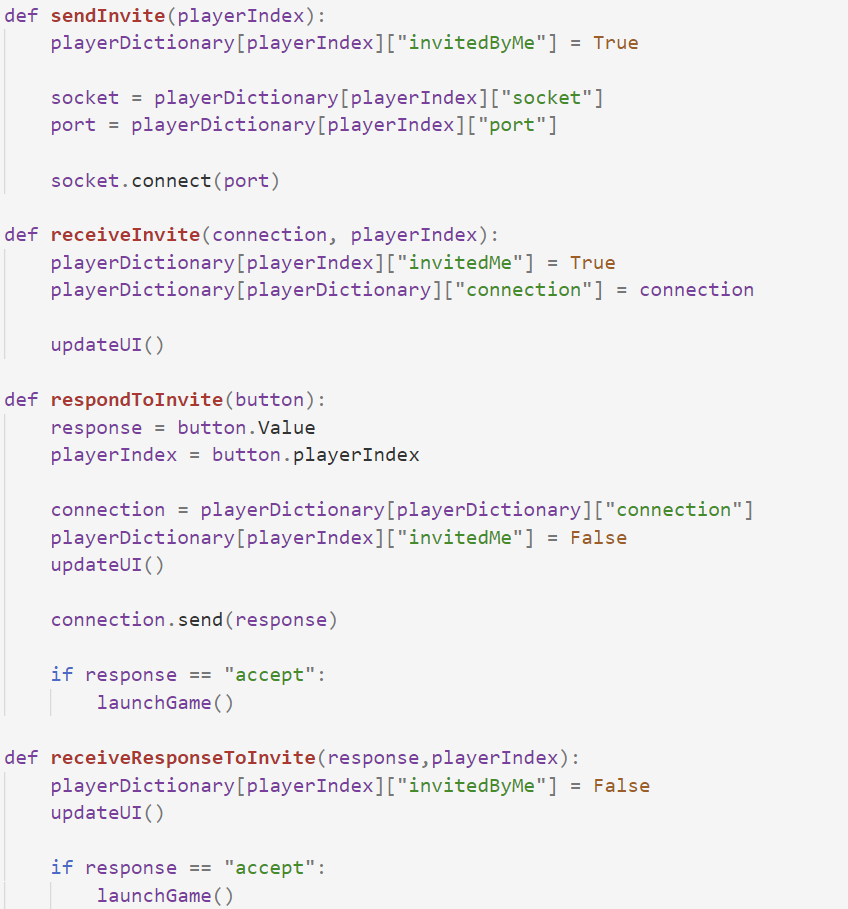 def sendInvite(playerIndex):
    playerDictionary[playerIndex]["invitedByMe"] = True

    socket = playerDictionary[playerIndex]["socket"]
    port = playerDictionary[playerIndex]["port"]

    socket.connect(port)

def receiveInvite(connection, playerIndex):
    playerDictionary[playerIndex]["invitedMe"] = True
    playerDictionary[playerDictionary]["connection"] = connection

    updateUI()

def respondToInvite(button):
    response = button.Value
    playerIndex = button.playerIndex

    connection = playerDictionary[playerDictionary]["connection"]
    playerDictionary[playerIndex]["invitedMe"] = False
    updateUI()

    connection.send(response)

    if response == "accept":
        launchGame()

def receiveResponseToInvite(response,playerIndex):
    playerDictionary[playerIndex]["invitedByMe"] = False
    updateUI()

    if response == "accept":
        launchGame()